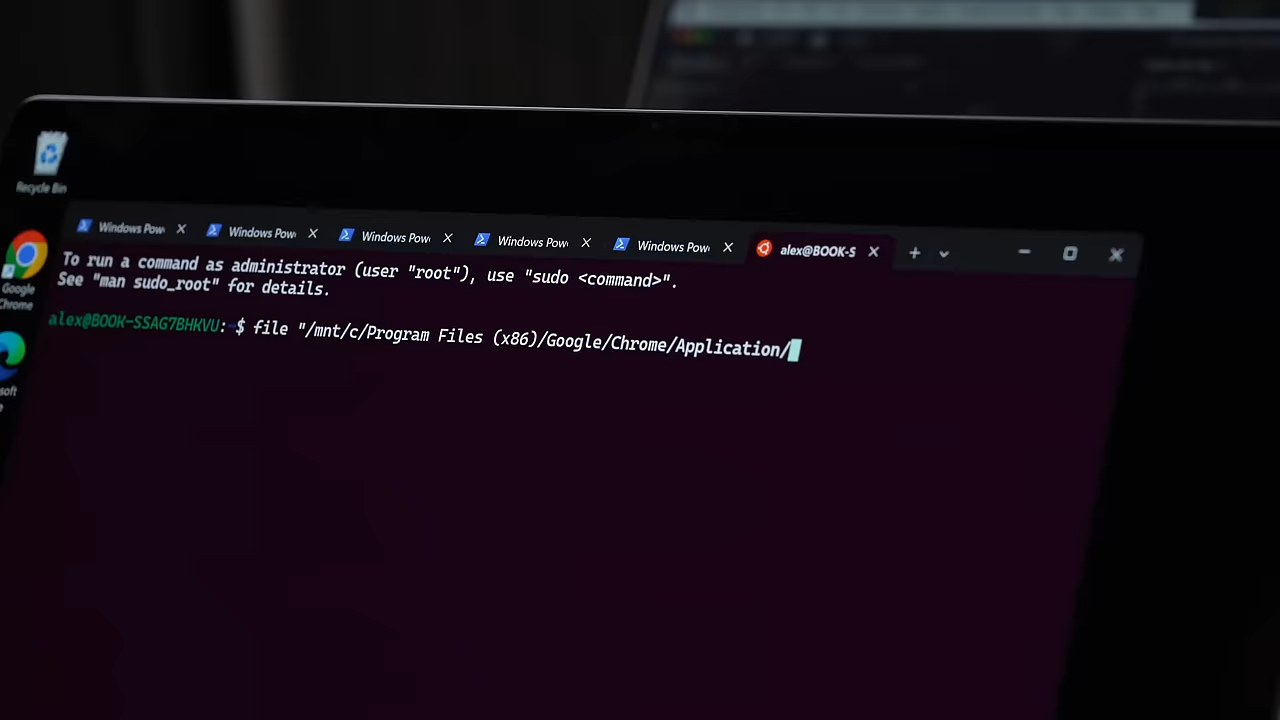 Recycle Bin
Windows Pow
Windows Pow
Windows Pow
Windows Pow
Windows Pow
alex@BOOK-S
Google
Chrome
To run a command as administrator (user "root"), use "sudo <command>".
See "man sudo_root" for details.
alex@BOOK-SSAG7BHKVU:~$ file "/mnt/c/Program Files (x86)/Google/Chrome/Application/